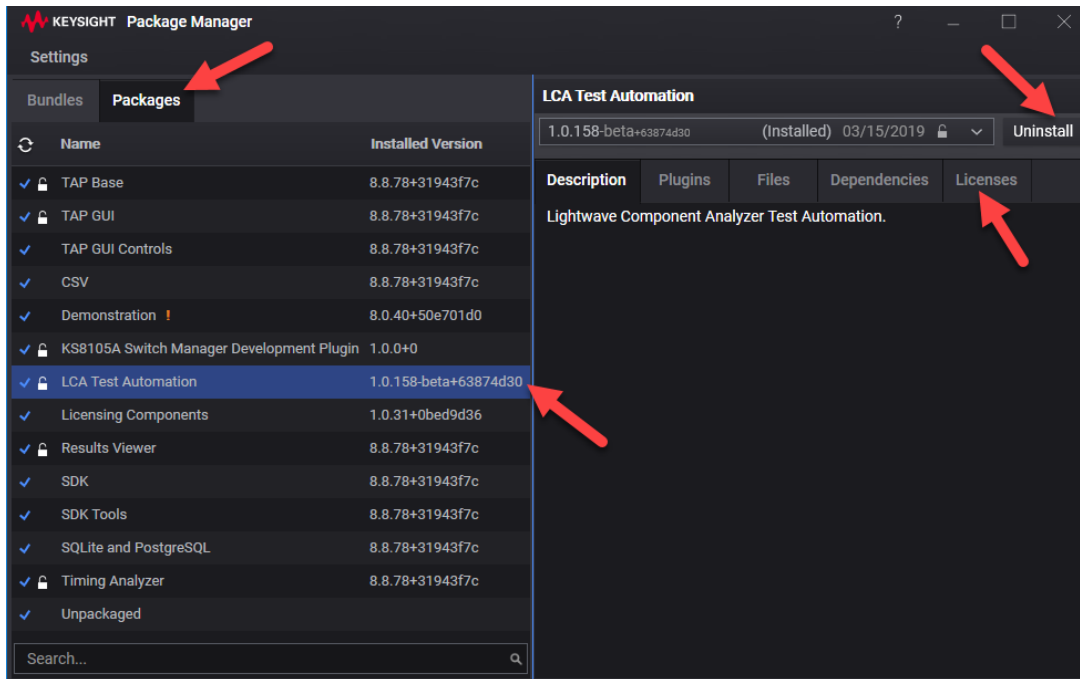 KEYSIGHT Package Manager ?
Settings
Bundles Packages
Name Installed Version
TAP Base 8.8.78+31943f7c
TAP GUI 8.8.78+31943f7c
TAP GUI Controls 8.8.78+31943f7c
CSV 8.8.78+31943f7c
Demonstration ! 8.0.40+50e701d0
KS8105A Switch Manager Development Plugin 1.0.0+0
LCA Test Automation 1.0.158-beta+63874d30
Licensing Components 1.0.31+0bed9d36
Results Viewer 8.8.78+31943f7c
SDK 8.8.78+31943f7c
SDK Tools 8.8.78+31943f7c
SQLite and PostgreSQL 8.8.78+31943f7c
Timing Analyzer 8.8.78+31943f7c
Unpackaged
Search...
LCA Test Automation
1.0.158-beta+63874d30 (Installed) 03/15/2019 Uninstall
Description Plugins Files Dependencies Licenses
Lightwave Component Analyzer Test Automation.